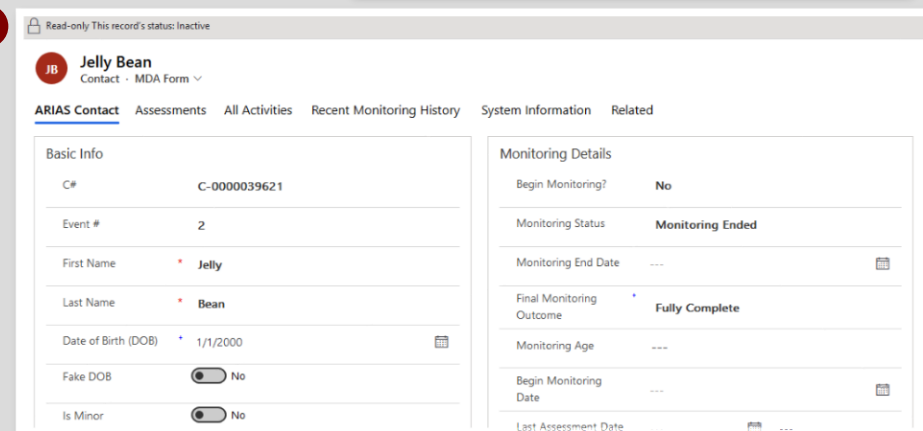 Read-only This record's status: Inactive
JB
Jelly Bean
Contact · MDA Form
ARIAS Contact Assessments All Activities Recent Monitoring History System Information Related
Basic Info
C# C-0000039621
Event # 2
First Name * Jelly
Last Name * Bean
Date of Birth (DOB) + 1/1/2000
Fake DOB No
Is Minor No
Monitoring Details
Begin Monitoring? No
Monitoring Status Monitoring Ended
Monitoring End Date ---
Final Monitoring
Outcome + Fully Complete
Monitoring Age ---
Begin Monitoring
Date ---
Last Assessment Date --- ---